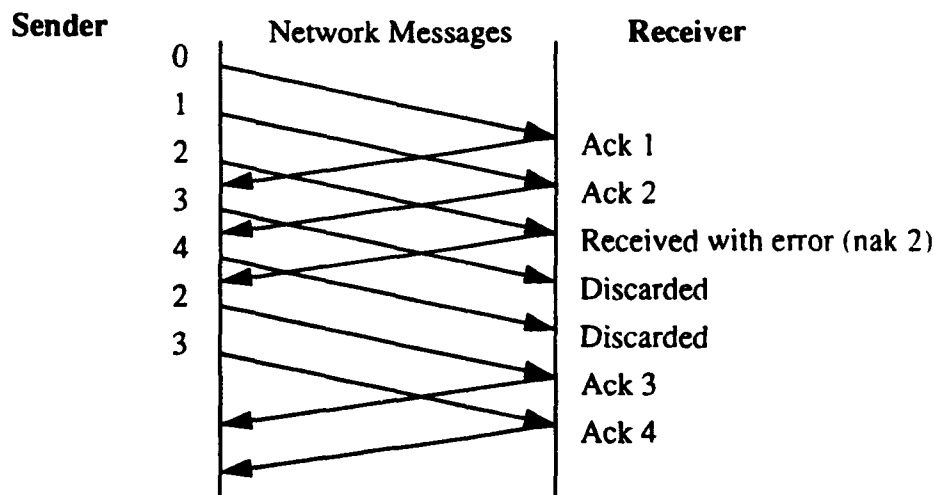 Sender
Network Messages
Receiver
0
1
2
3
4
2
3
Ack 1
Ack 2
Received with error (nak 2)
Discarded
Discarded
Ack 3
Ack 4